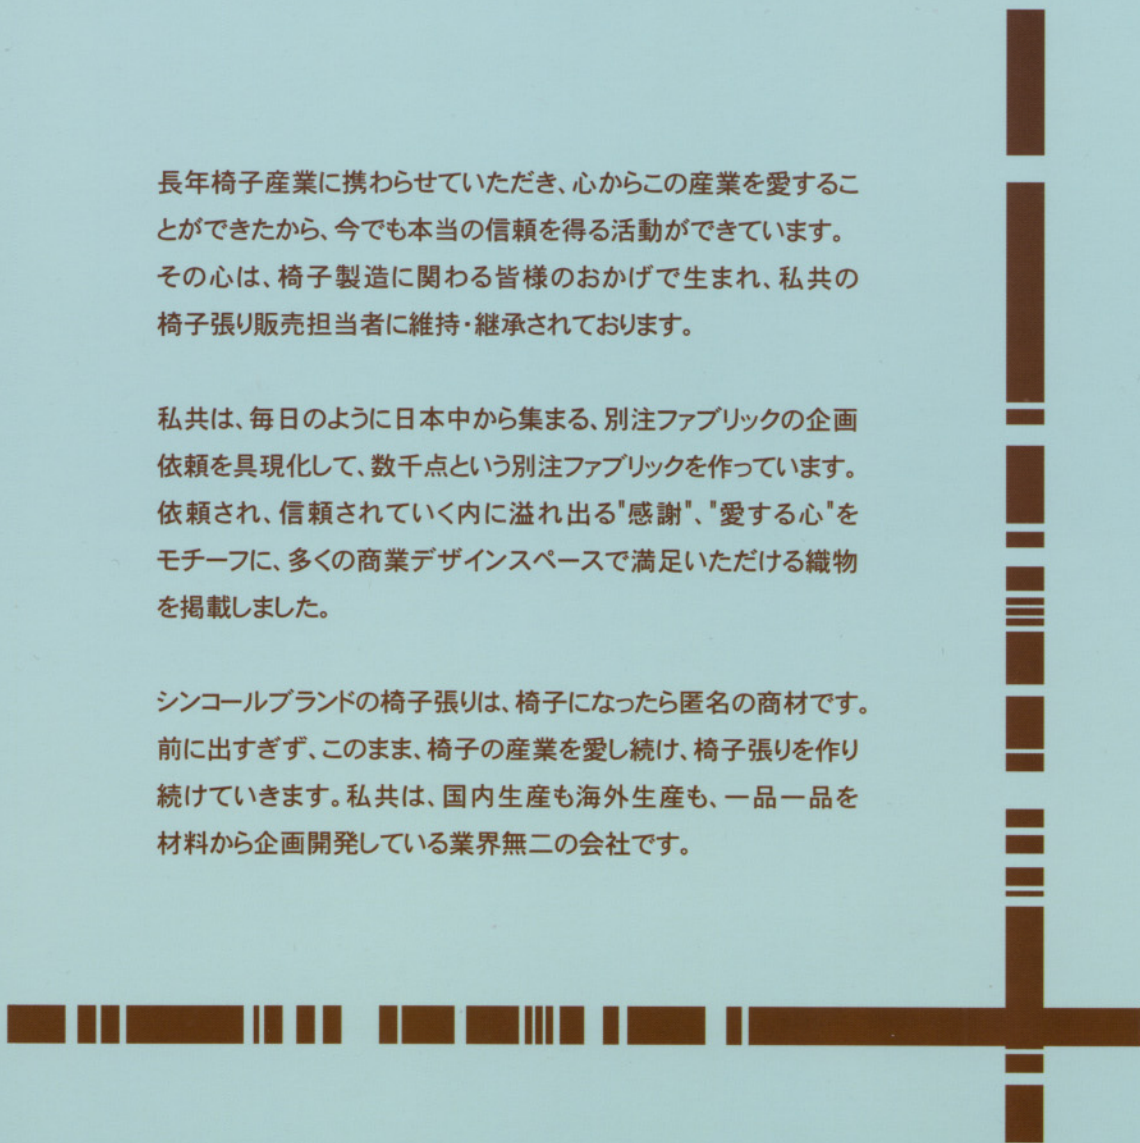 長年椅子産業に携わらせていただき、心からこの産業を愛するこ
とができたから、今でも本当の信頼を得る活動ができています。
その心は、椅子製造に関わる皆様のおかげで生まれ、私共の
椅子張り販売担当者に維持・継承されております。
私共は、毎日のように日本中から集まる、別注ファブリックの企画
依頼を具現化して、数千点という別注ファブリックを作っています。
依頼され、信頼されていく内に溢れ出る"感謝"、"愛する心"を
モチーフに、多くの商業デザインスペースで満足いただける織物
を掲載しました。
シンコールブランドの椅子張りは、椅子になったら匿名の商材です。
前に出すぎず、このまま、椅子の産業を愛し続け、椅子張りを作り
続けていきます。私共は、国内生産も海外生産も、一品一品を
材料から企画開発している業界無二の会社です。